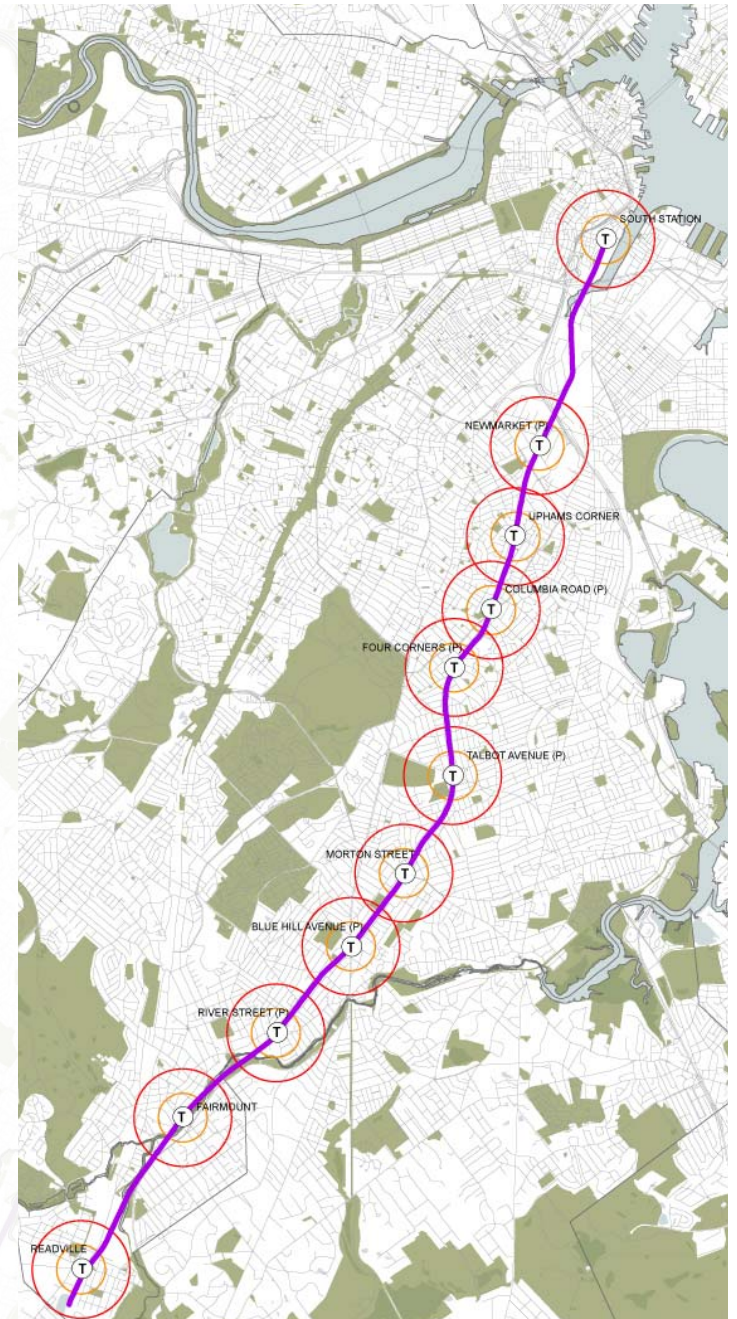 SOUTH STATION
T
NEWMARKET (P)
T
UPHAMS CORNER
T
COLUMBIA ROAD (P)
T
FOUR CORNERS (P)
T
TALBOT AVENUE (P)
T
MORTON STREET
T
BLUE HILL AVENUE (P)
T
RIVER STREET (P)
T
FAIRMOUNT
T
READVILLE
T